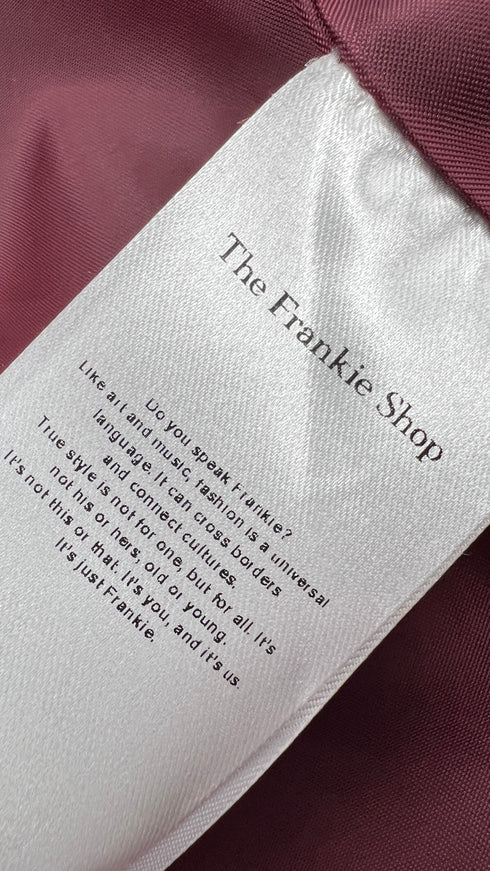 The Frankie Shop
Do you speak Frankie?
Like art and music, fashion is a universal
language. It can cross borders
and connect cultures.
True style is not for one, but for all. It's
not his or hers, old or young.
It's not this or that. It's you, and it's us.
It's just Frankie.